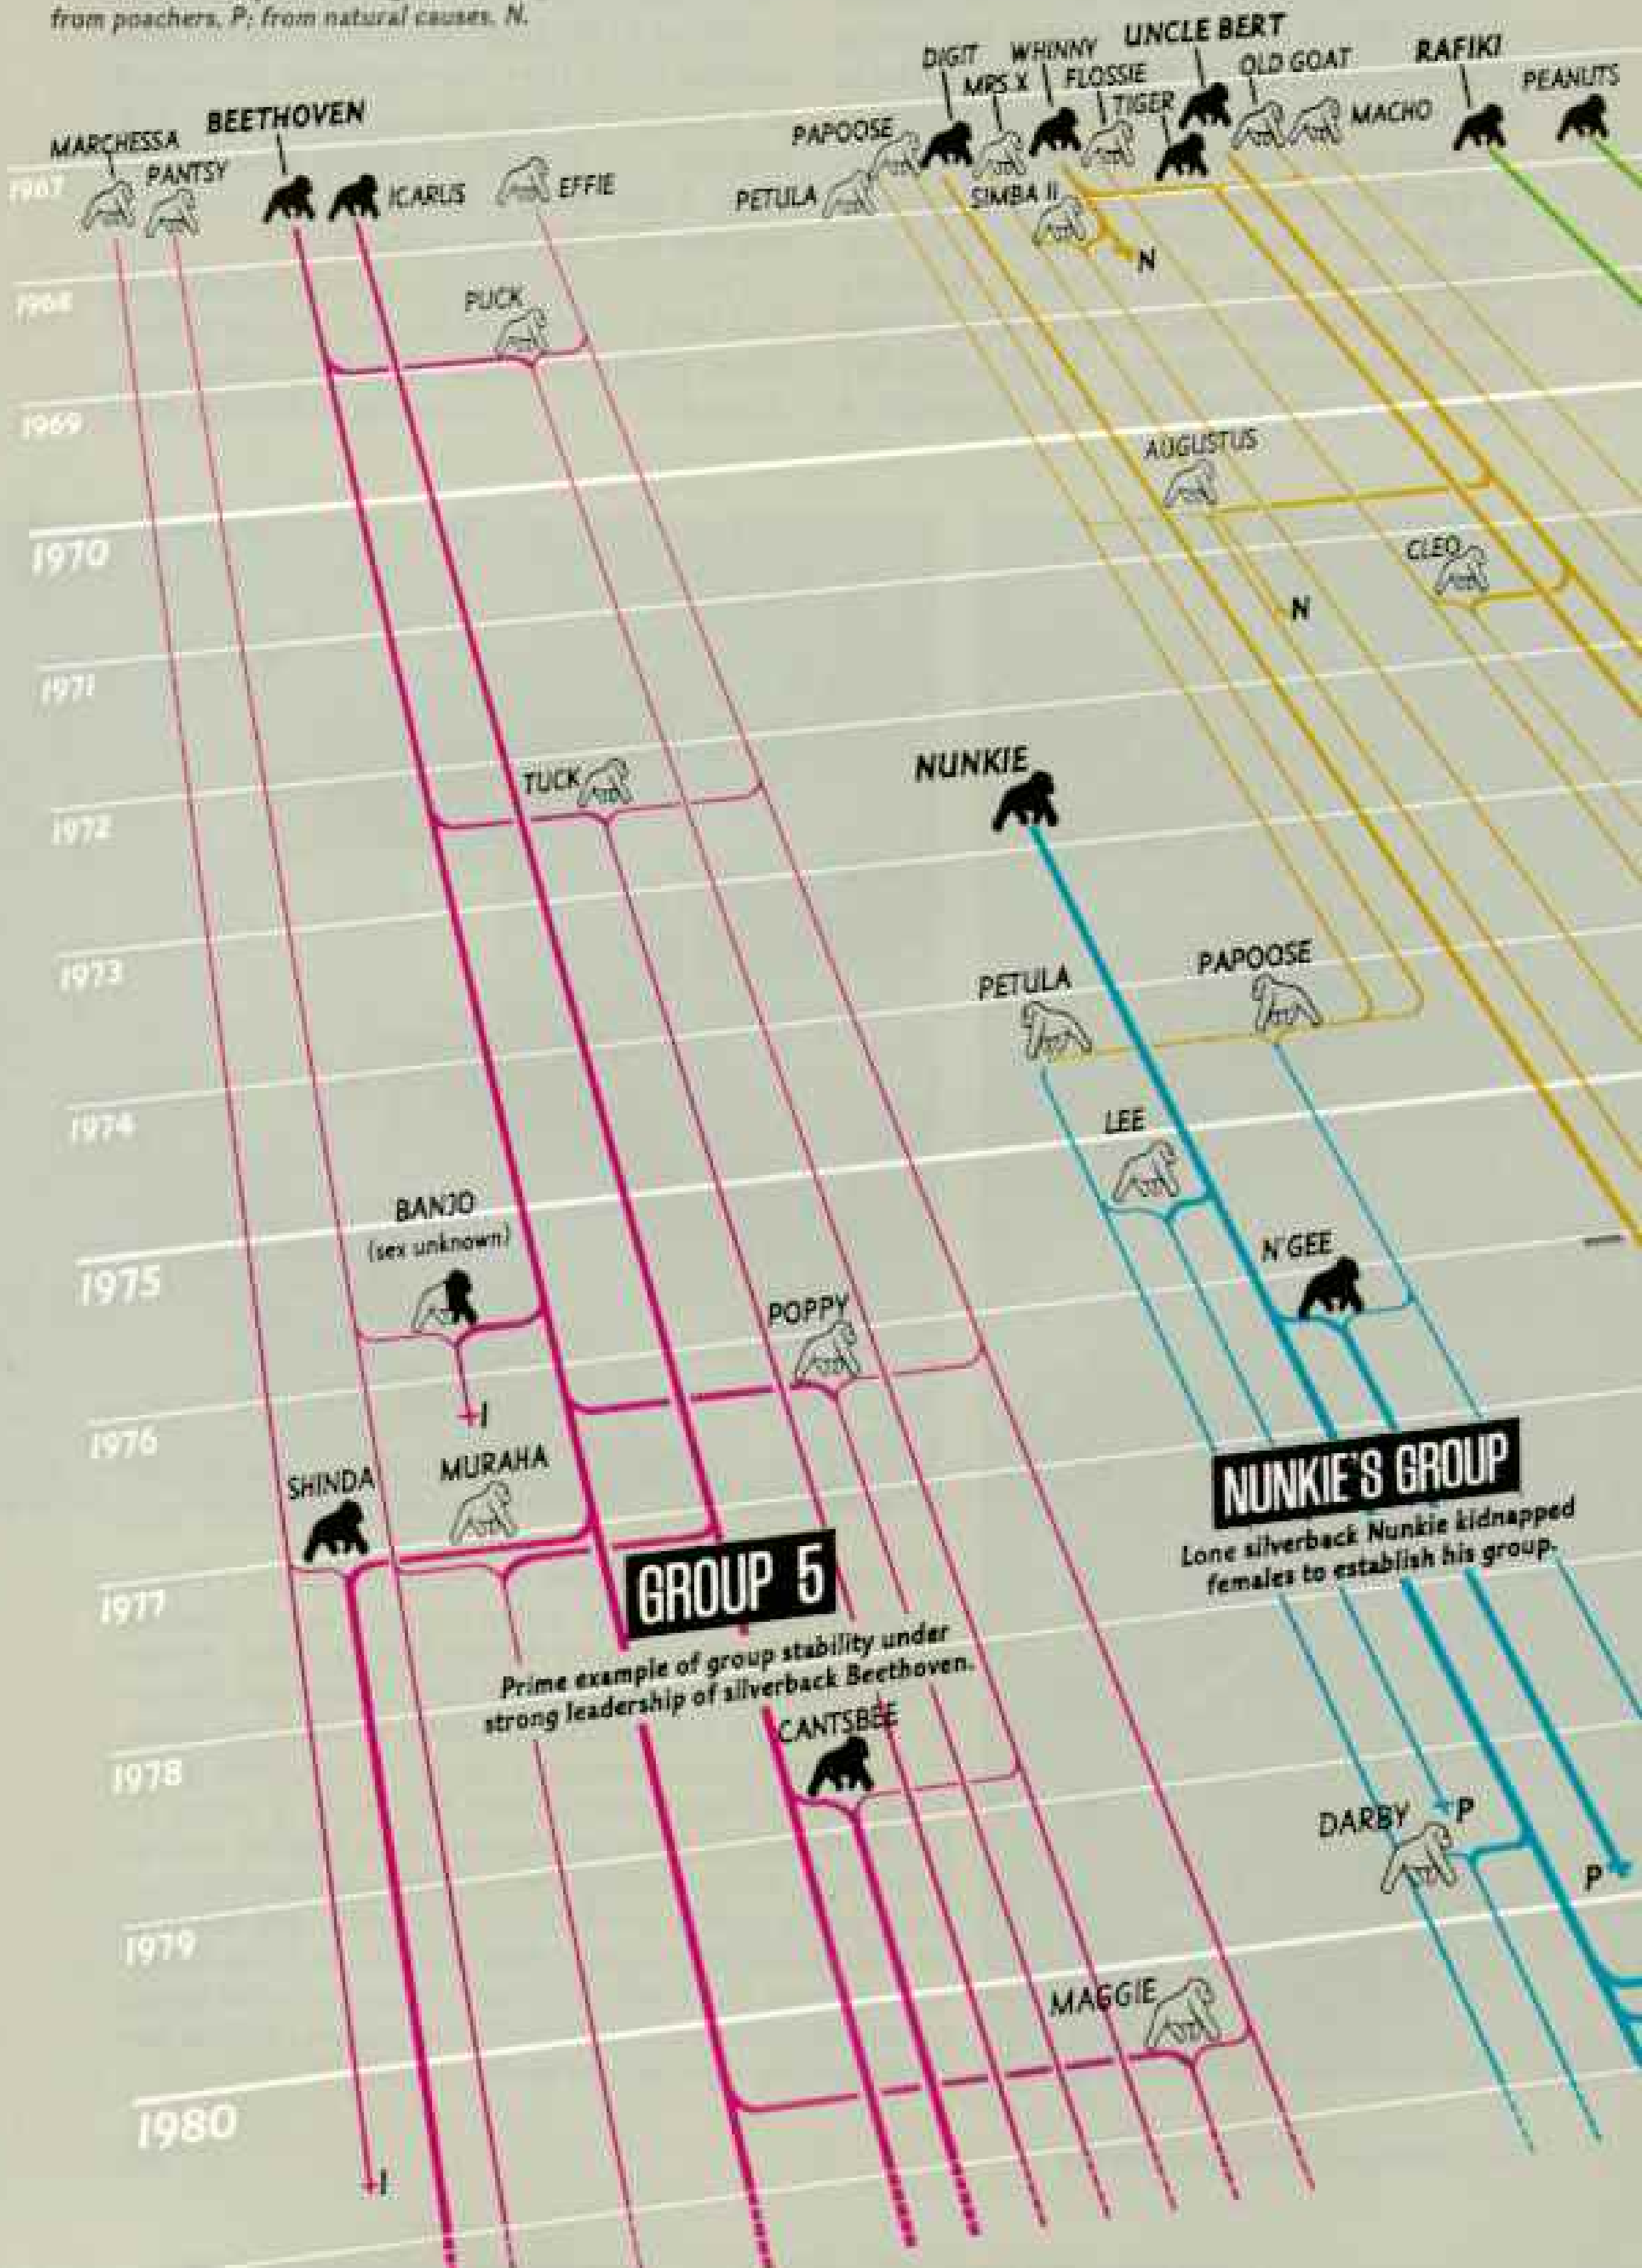 from poachers, P; from natural causes, N.
DIGIT
WHINNY
UNCLE BERT
RAFIKI
MRS. X
FLOSSIE
OLD GOAT
PEANUTS
TIGER
MACHO
PAPOOSE
PETULA
SIMBA II
MARCHESSA
BEETHOVEN
PANTSY
ICARUS
EFFIE
1967
N
1968
PUCK
1969
AUGUSTUS
1970
CLEO
N
1971
TUCK
NUNKIE
1972
1973
PETULA
PAPOOSE
1974
LEE
BANJO
(sex unknown)
N'GEE
1975
POPPY
1976
I
SHINDA
MURAHA
NUNKIE'S GROUP
Lone silverback Nunkie kidnapped
females to establish his group.
1977
GROUP 5
Prime example of group stability under
strong leadership of silverback Beethoven.
CANTSBEE
1978
DARBY
P
P
1979
MAGGIE
1980
I